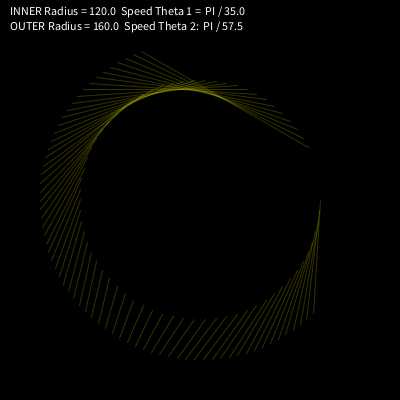 INNER Radius = 120.0  Speed Theta 1 =  PI / 35.0
OUTER Radius = 160.0  Speed Theta 2:  PI / 57.5